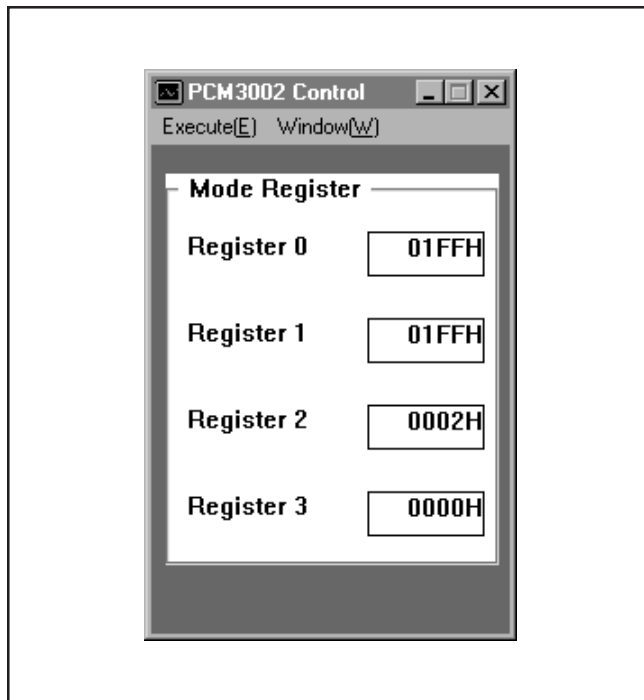 PCM3002 Control
Execute(E) Window(W)
Mode Register
Register 0 01FFH
Register 1 01FFH
Register 2 0002H
Register 3 0000H